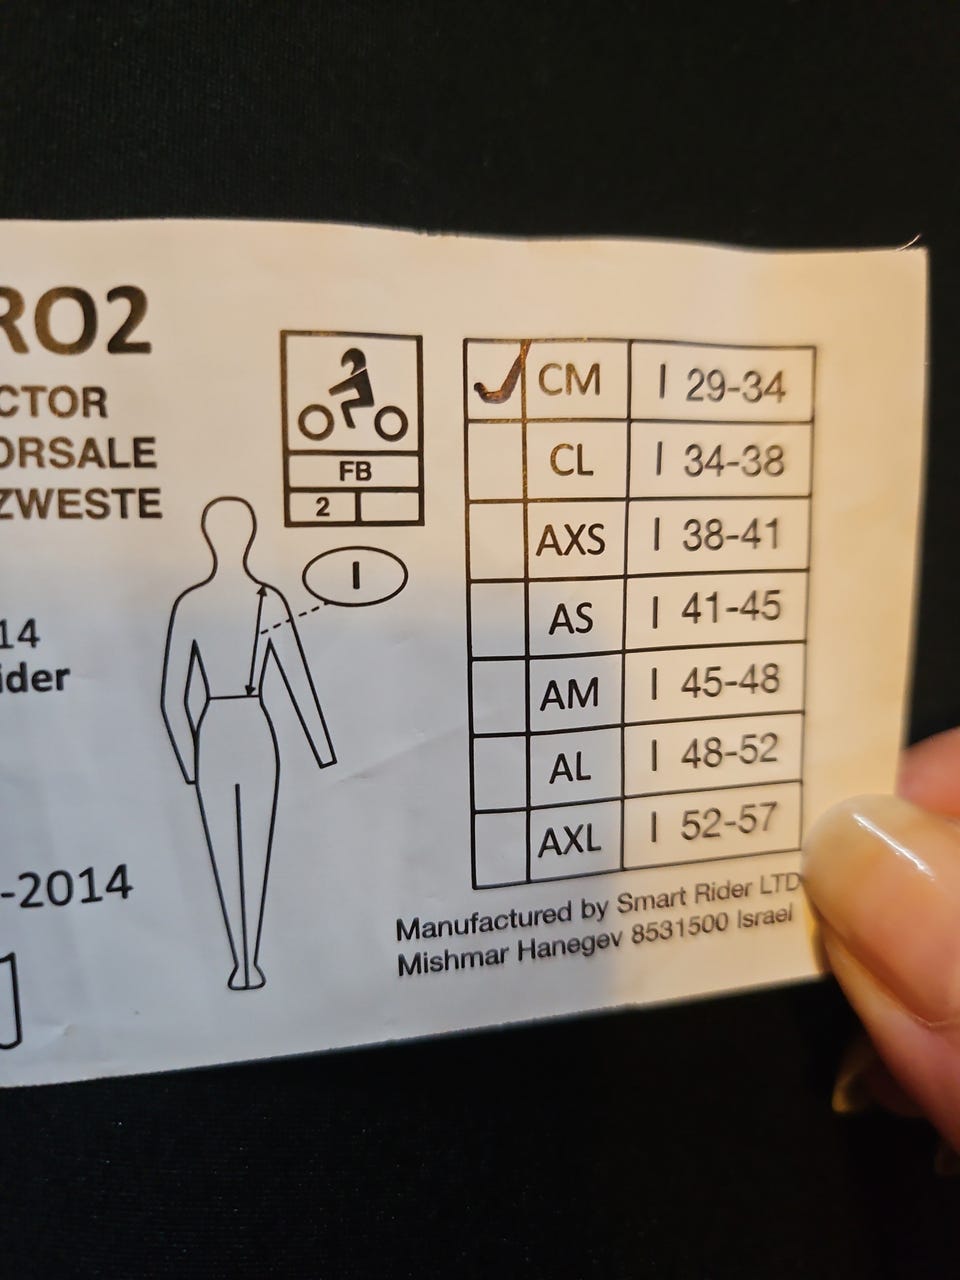 RO2
CTOR
ORSALE
ZWESTE
14
ider
-2014
FB
2
I
CM I 29-34
CL I 34-38
AXS I 38-41
AS I 41-45
AM I 45-48
AL I 48-52
AXL I 52-57
Manufactured by Smart Rider LTD
Mishmar Hanegev 8531500 Israel